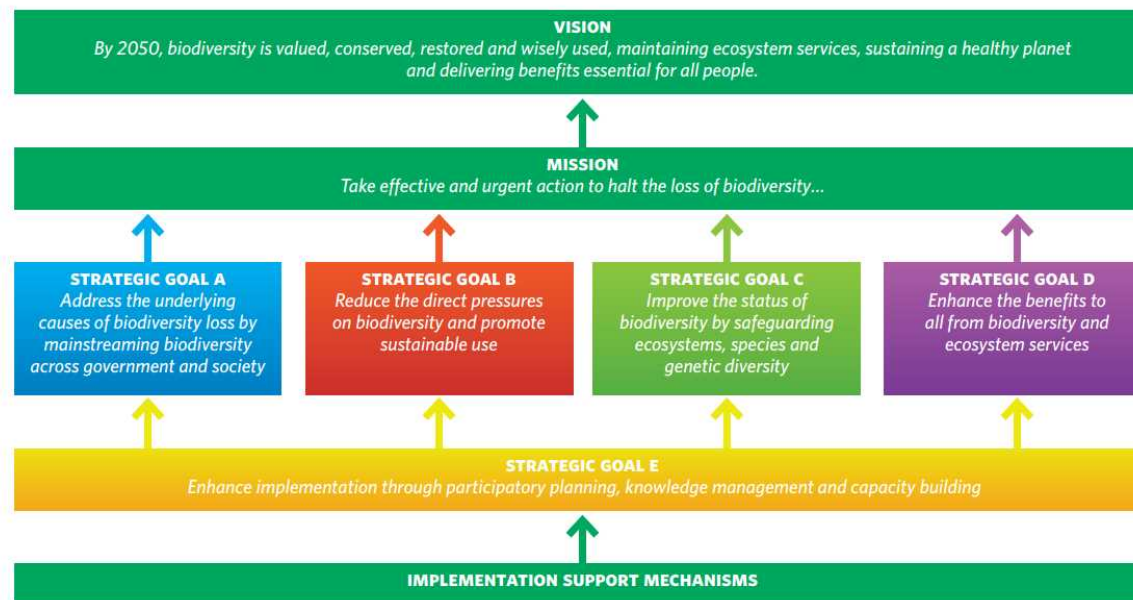 VISION
By 2050, biodiversity is valued, conserved, restored and wisely used, maintaining ecosystem services, sustaining a healthy planet
and delivering benefits essential for all people.
MISSION
Take effective and urgent action to halt the loss of biodiversity...
STRATEGIC GOAL A
Address the underlying
causes of biodiversity loss by
mainstreaming biodiversity
across government and society
STRATEGIC GOAL B
Reduce the direct pressures
on biodiversity and promote
sustainable use
STRATEGIC GOAL C
Improve the status of
biodiversity by safeguarding
ecosystems, species and
genetic diversity
STRATEGIC GOAL D
Enhance the benefits to
all from biodiversity and
ecosystem services
STRATEGIC GOAL E
Enhance implementation through participatory planning, knowledge management and capacity building
IMPLEMENTATION SUPPORT MECHANISMS